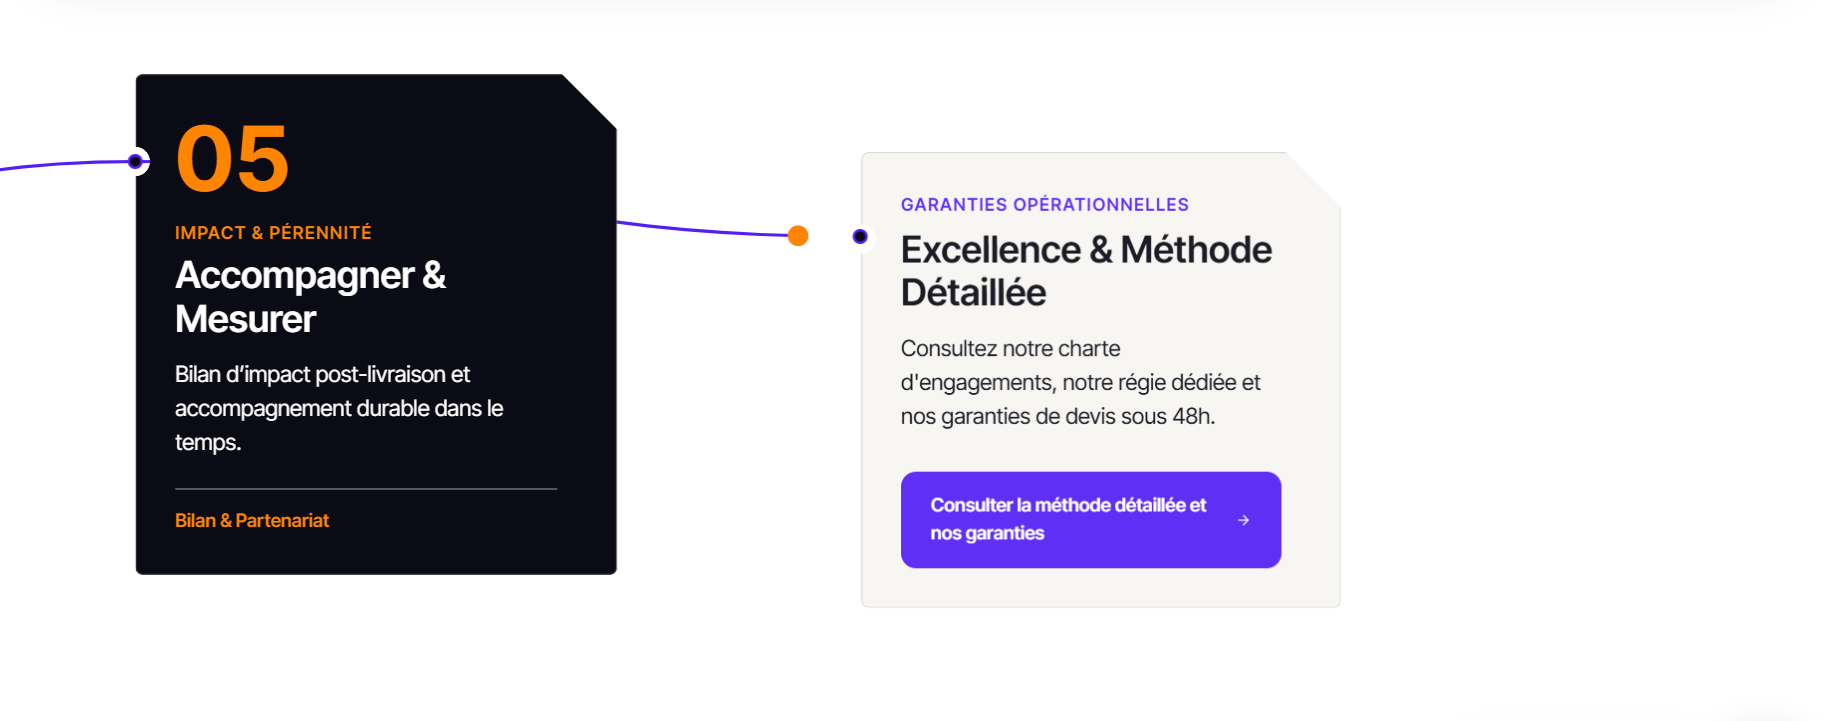 05
IMPACT & PÉRENNITÉ
Accompagner &
Mesurer
Bilan d’impact post-livraison et
accompagnement durable dans le
temps.
Bilan & Partenariat
GARANTIES OPÉRATIONNELLES
Excellence & Méthode
Détaillée
Consultez notre charte
d'engagements, notre régie dédiée et
nos garanties de devis sous 48h.
Consulter la méthode détaillée et
nos garanties